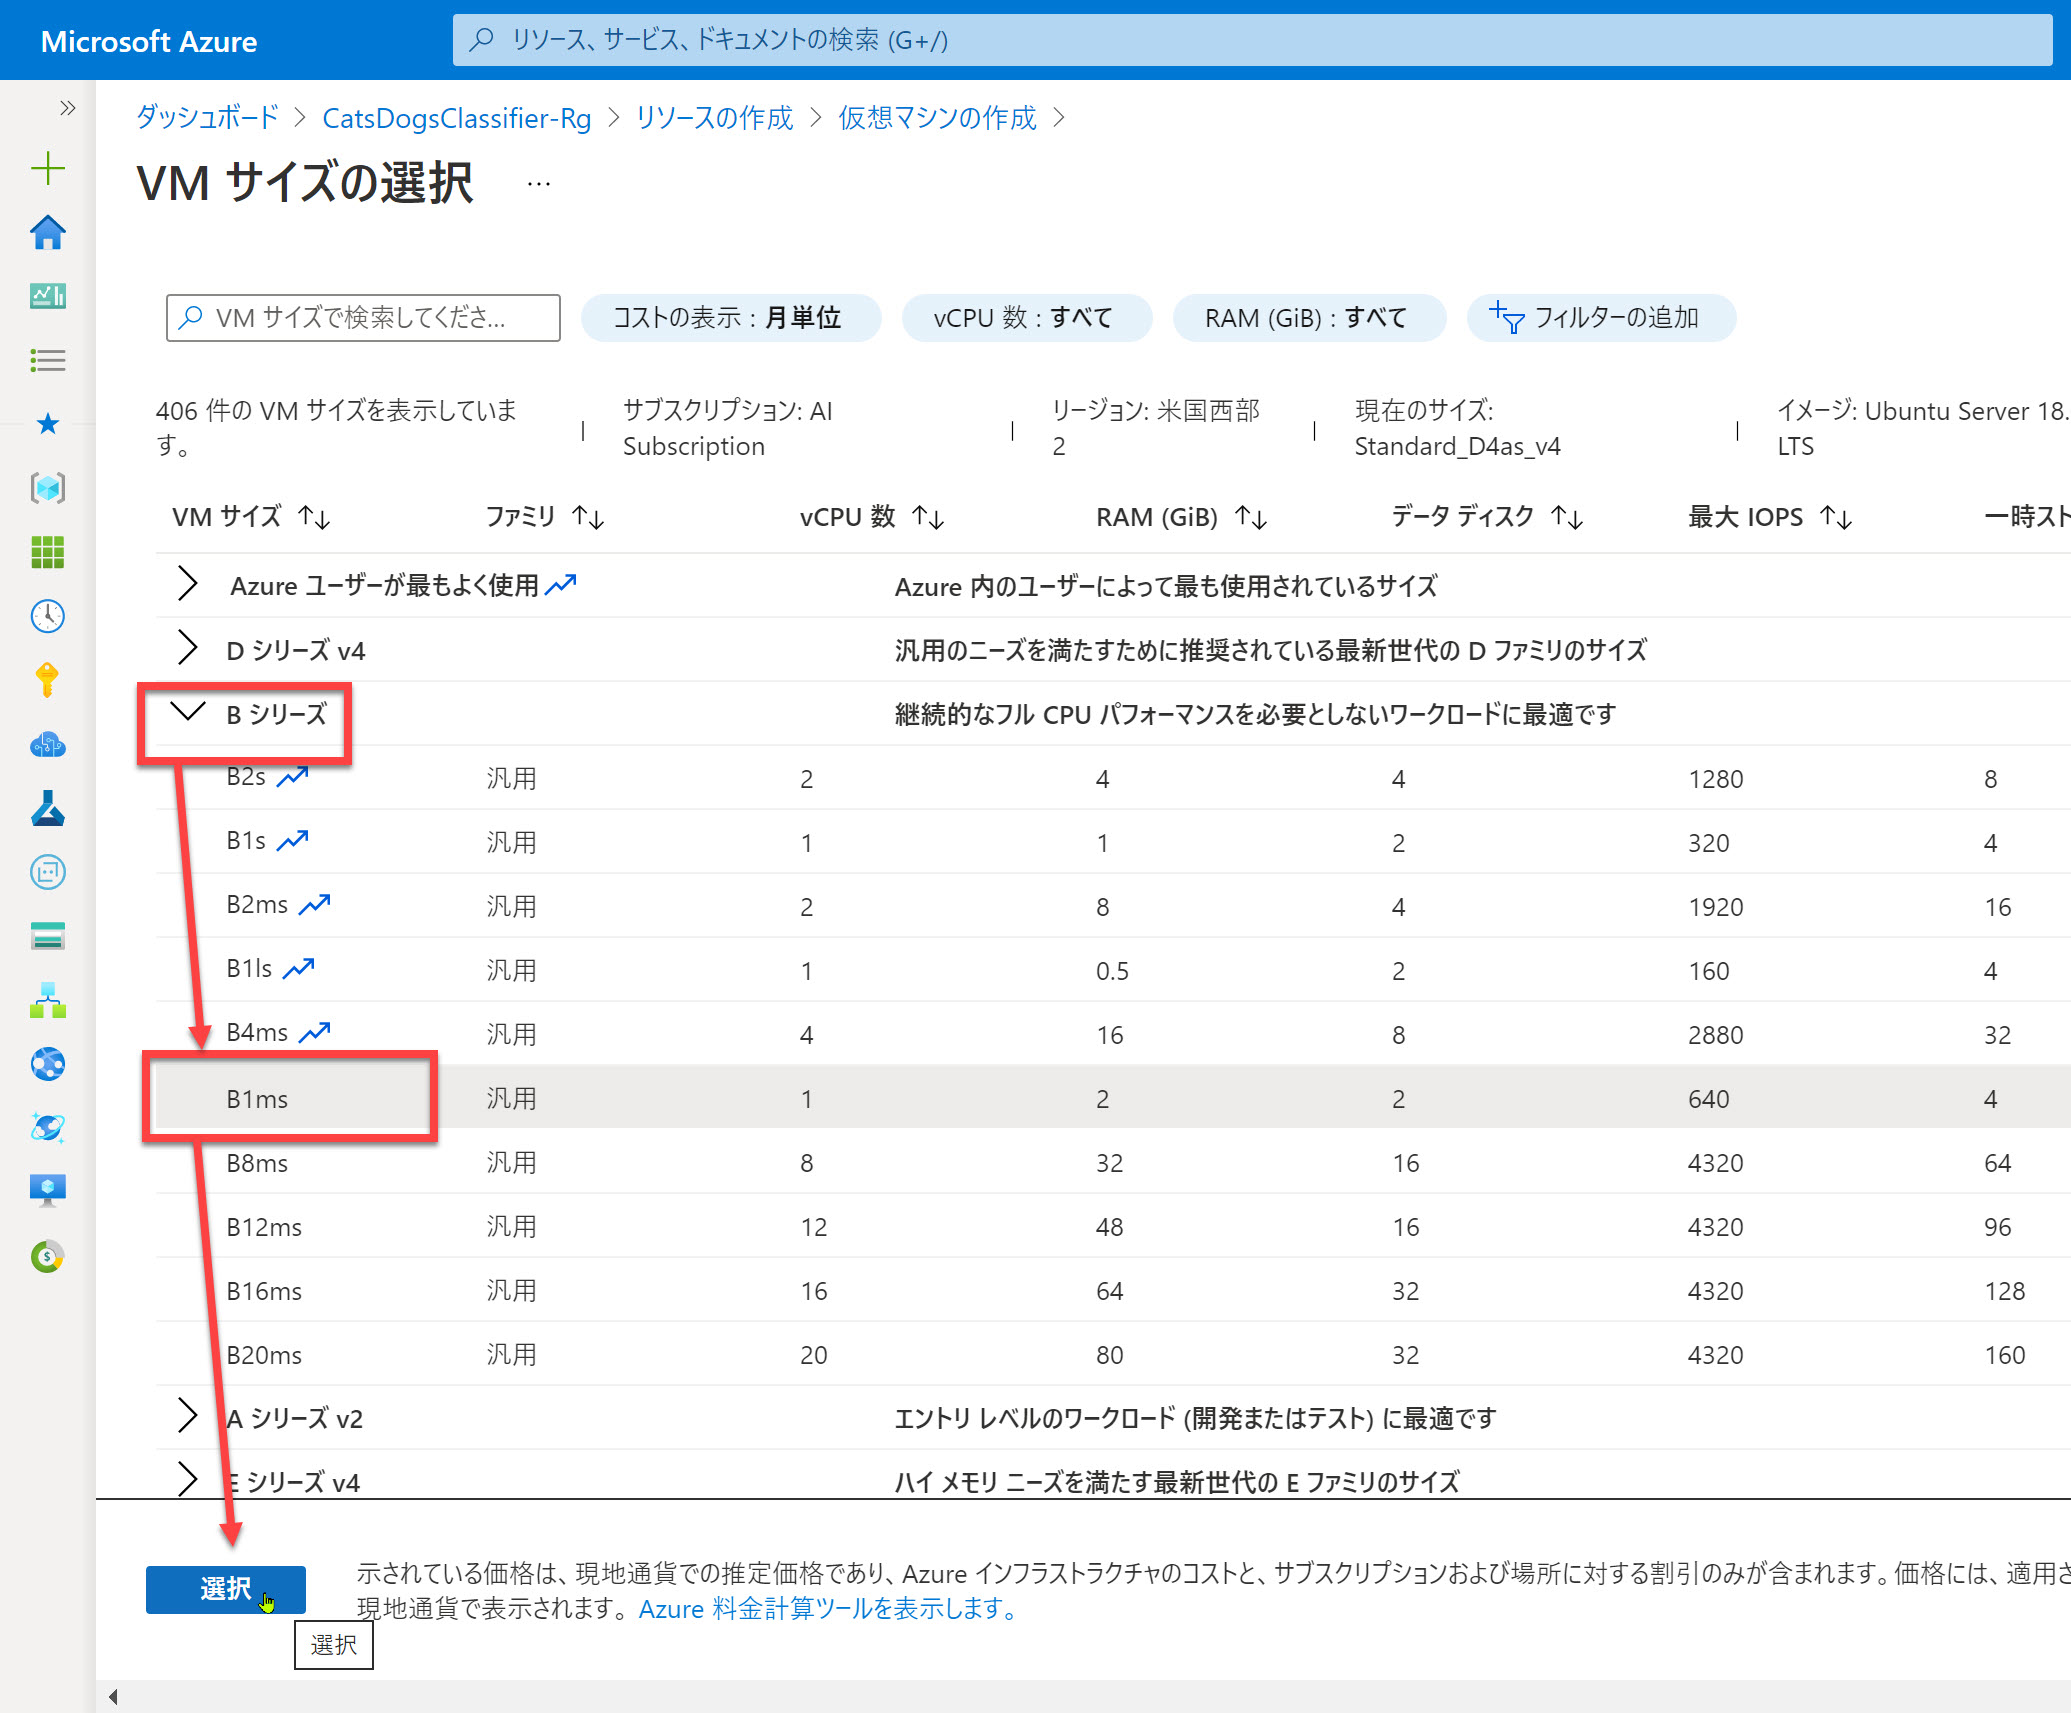 Microsoft Azure
リソース、サービス、ドキュメントの検索 (G+/)
ダッシュボード > CatsDogsClassifier-Rg > リソースの作成 > 仮想マシンの作成 >
VM サイズの選択 …
VM サイズで検索してくださ...
コストの表示 : 月単位
vCPU 数 : すべて
RAM (GiB) : すべて
フィルターの追加
406 件の VM サイズを表示していま
す。
サブスクリプション: AI
Subscription
リージョン: 米国西部
2
現在のサイズ:
Standard_D4as_v4
イメージ: Ubuntu Server 18.
LTS
VM サイズ ↑↓ ファミリ ↑↓ vCPU 数 ↑↓ RAM (GiB) ↑↓ データ ディスク ↑↓ 最大 IOPS ↑↓ 一時スト
Azure ユーザーが最もよく使用 Azure 内のユーザーによって最も使用されているサイズ
D シリーズ v4 汎用のニーズを満たすために推奨されている最新世代の D ファミリのサイズ
B シリーズ 継続的なフル CPU パフォーマンスを必要としないワークロードに最適です
B2s 汎用 2 4 4 1280 8
B1s 汎用 1 1 2 320 4
B2ms 汎用 2 8 4 1920 16
B1ls 汎用 1 0.5 2 160 4
B4ms 汎用 4 16 8 2880 32
B1ms 汎用 1 2 2 640 4
B8ms 汎用 8 32 16 4320 64
B12ms 汎用 12 48 16 4320 96
B16ms 汎用 16 64 32 4320 128
B20ms 汎用 20 80 32 4320 160
A シリーズ v2 エントリ レベルのワークロード (開発またはテスト) に最適です
E シリーズ v4 ハイ メモリ ニーズを満たす最新世代の E ファミリのサイズ
選択
示されている価格は、現地通貨での推定価格であり、Azure インフラストラクチャのコストと、サブスクリプションおよび場所に対する割引のみが含まれます。価格には、適用さ
現地通貨で表示されます。 Azure 料金計算ツールを表示します。
選択